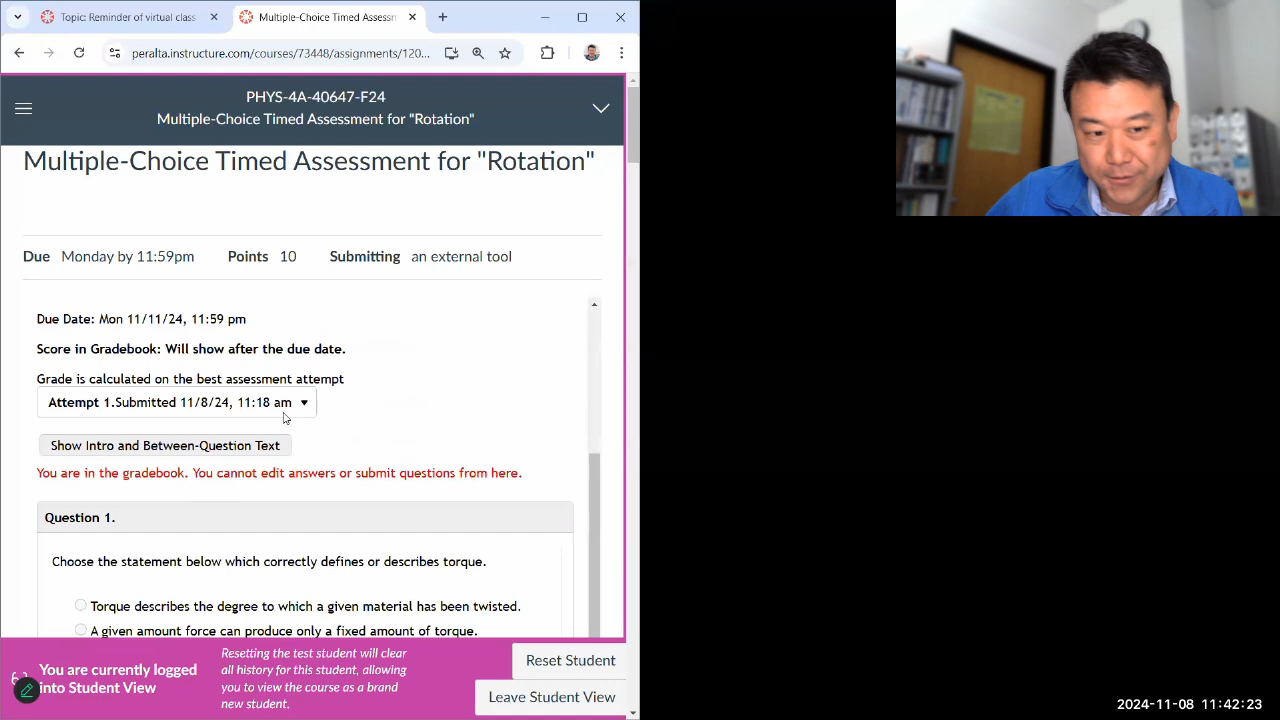 Topic: Reminder of virtual class
Multiple-Choice Timed Assessm
peralta.instructure.com/courses/73448/assignments/120...
PHYS-4A-40647-F24
Multiple-Choice Timed Assessment for "Rotation"
Multiple-Choice Timed Assessment for "Rotation"
Due Monday by 11:59pm Points 10 Submitting an external tool
Due Date: Mon 11/11/24, 11:59 pm
Score in Gradebook: Will show after the due date.
Grade is calculated on the best assessment attempt
Attempt 1.Submitted 11/8/24, 11:18 am
Show Intro and Between-Question Text
You are in the gradebook. You cannot edit answers or submit questions from here.
Question 1.
Choose the statement below which correctly defines or describes torque.
Torque describes the degree to which a given material has been twisted.
A given amount force can produce only a fixed amount of torque.
You are currently logged
into Student View
Resetting the test student will clear
all history for this student, allowing
you to view the course as a brand
new student.
Reset Student
Leave Student View
2024-11-08 11:42:23